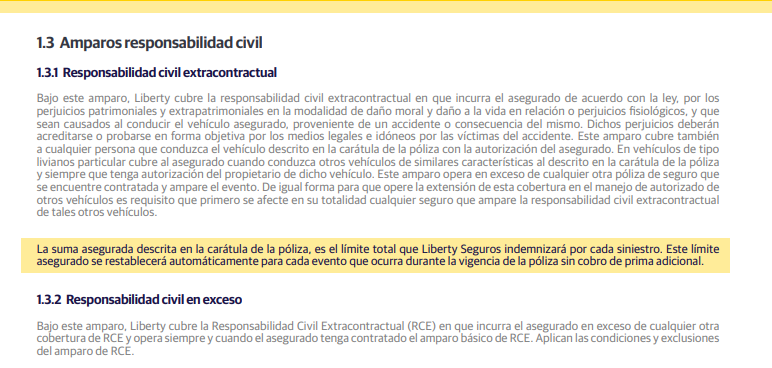 1.3 Amparos responsabilidad civil
1.3.1 Responsabilidad civil extracontractual
Bajo este amparo, Liberty cubre la responsabilidad civil extracontractual en que incurra el asegurado de acuerdo con la ley, por los
perjuicios patrimoniales y extrapatrimoniales en la modalidad de daño moral y daño a la vida en relación o perjuicios fisiológicos, y que
sean causados al conducir el vehículo asegurado, proveniente de un accidente o consecuencia del mismo. Dichos perjuicios deberán
acreditarse o probarse en forma objetiva por los medios legales e idóneos por las víctimas del accidente. Este amparo cubre también
a cualquier persona que conduzca el vehículo descrito en la carátula de la póliza con la autorización del asegurado. En vehículos de tipo
livianos particular cubre al asegurado cuando conduzca otros vehículos de similares características al descrito en la carátula de la póliza
y siempre que tenga autorización del propietario de dicho vehículo. Este amparo opera en exceso de cualquier otra póliza de seguro que
se encuentre contratada y ampare el evento. De igual forma para que opere la extensión de esta cobertura en el manejo de autorizado de
otros vehículos es requisito que primero se afecte en su totalidad cualquier seguro que ampare la responsabilidad civil extracontractual
de tales otros vehículos.
La suma asegurada descrita en la carátula de la póliza, es el límite total que Liberty Seguros indemnizará por cada siniestro. Este límite
asegurado se restablecerá automáticamente para cada evento que ocurra durante la vigencia de la póliza sin cobro de prima adicional.
1.3.2 Responsabilidad civil en exceso
Bajo este amparo, Liberty cubre la Responsabilidad Civil Extracontractual (RCE) en que incurra el asegurado en exceso de cualquier otra
cobertura de RCE y opera siempre y cuando el asegurado tenga contratado el amparo básico de RCE. Aplican las condiciones y exclusiones
del amparo de RCE.